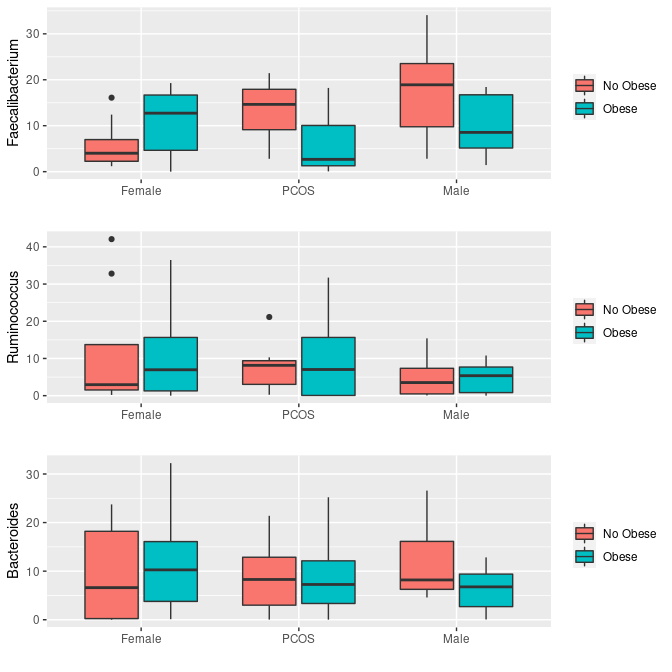 Faecalibacterium
30
20
10
0
Female
PCOS
Male
No Obese
Obese
Ruminococcus
40
30
20
10
0
Female
PCOS
Male
No Obese
Obese
Bacteroides
30
20
10
0
Female
PCOS
Male
No Obese
Obese